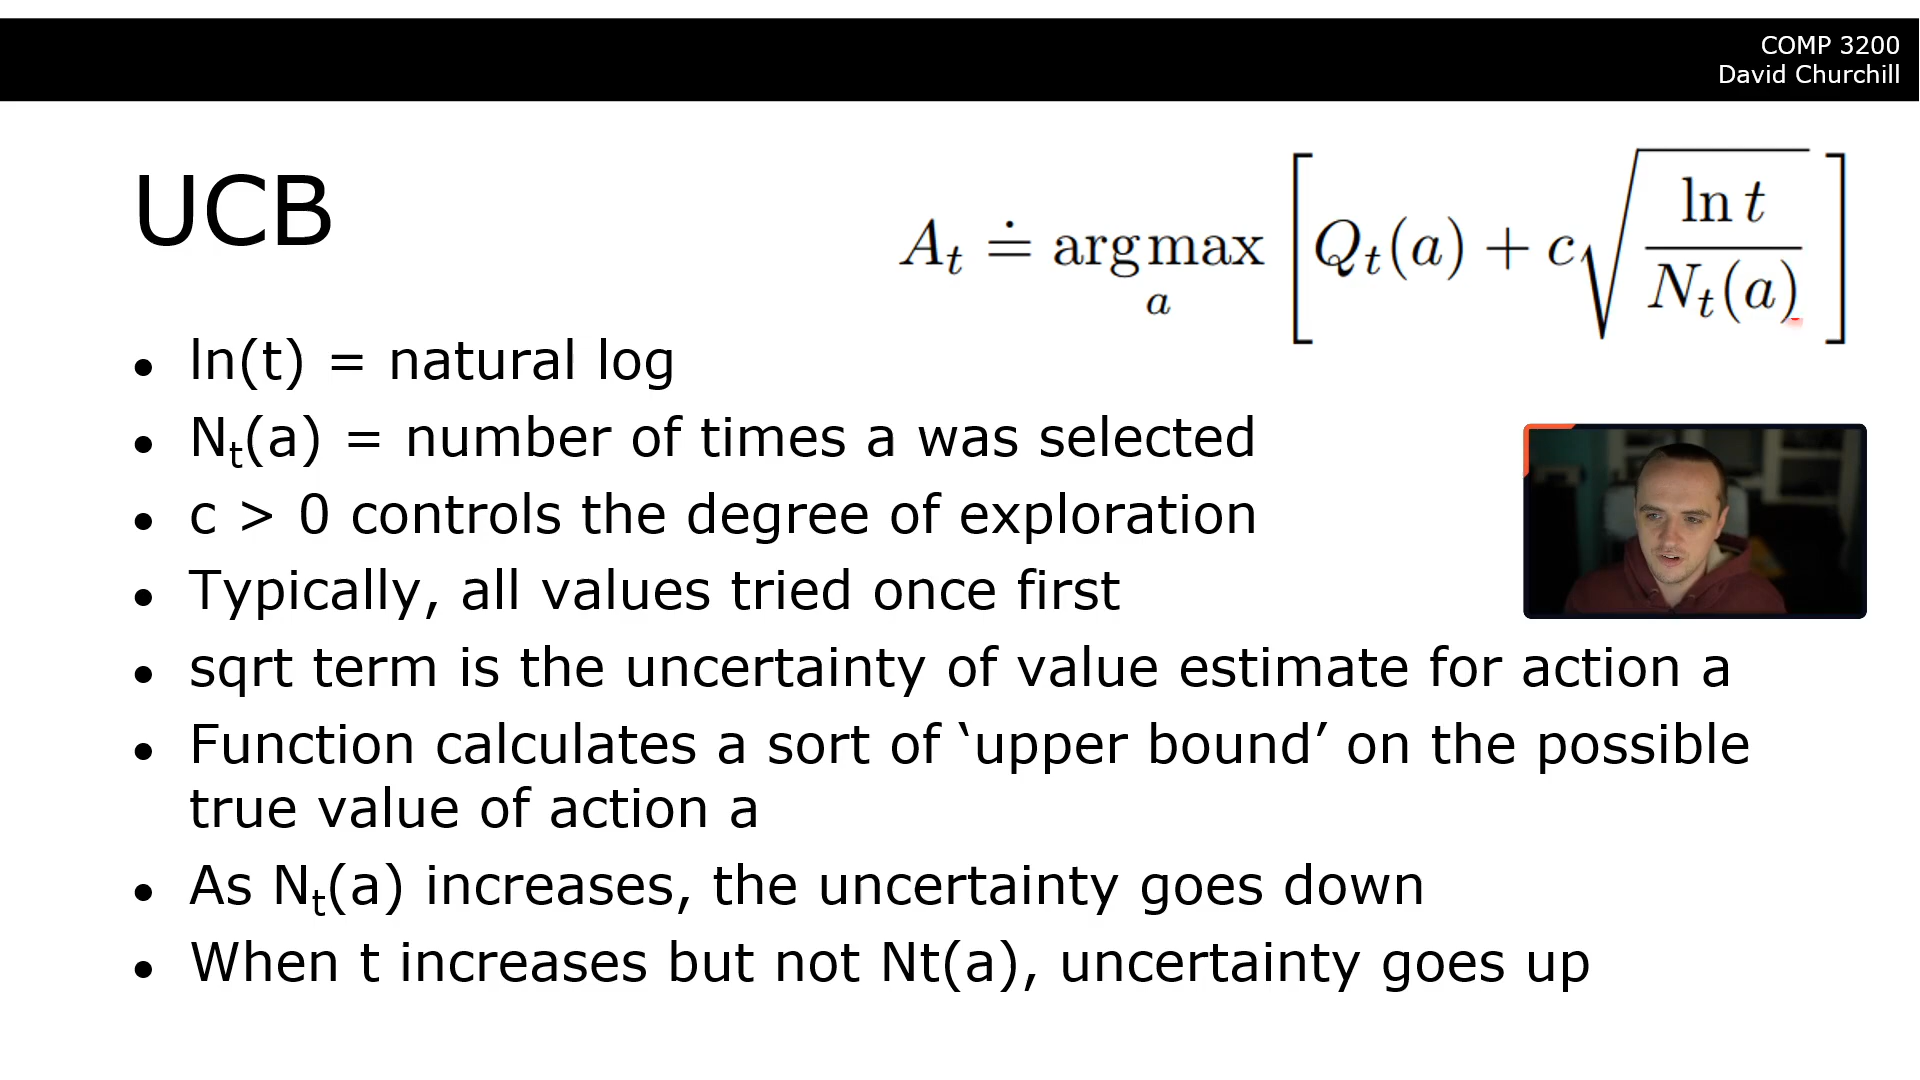 COMP 3200
David Churchill
UCB
A_t ≐ arg max_a [ Q_t(a) + c √( ln t / N_t(a) ) ]
● ln(t) = natural log
● N_t(a) = number of times a was selected
● c > 0 controls the degree of exploration
● Typically, all values tried once first
● sqrt term is the uncertainty of value estimate for action a
● Function calculates a sort of ‘upper bound’ on the possible
true value of action a
● As N_t(a) increases, the uncertainty goes down
● When t increases but not Nt(a), uncertainty goes up